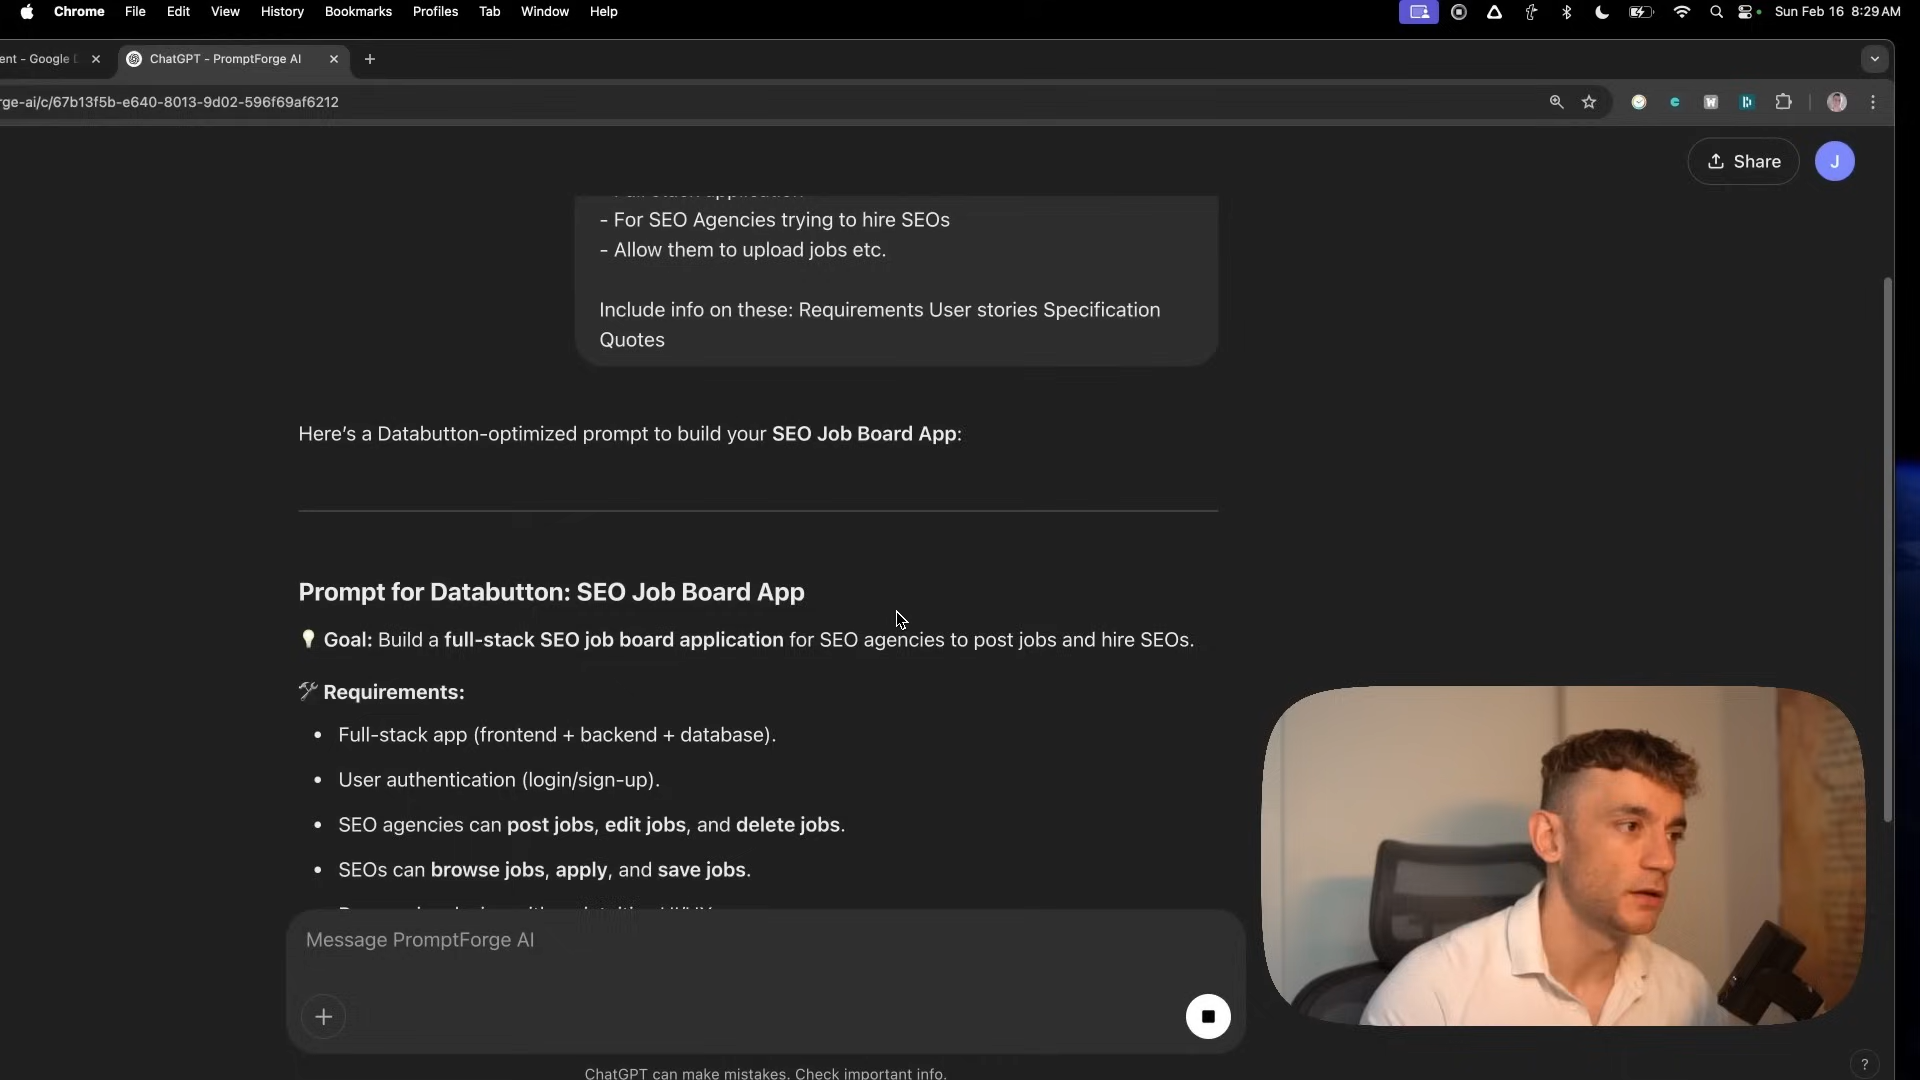 Chrome File Edit View History Bookmarks Profiles Tab Window Help
Sun Feb 16 8:29 AM
ent - Google
ChatGPT - PromptForge AI
rge-ai/c/67b13f5b-e640-8013-9d02-596f69af6212
Share
J
- For SEO Agencies trying to hire SEOs
- Allow them to upload jobs etc.
Include info on these: Requirements User stories Specification
Quotes
Here's a Databutton-optimized prompt to build your SEO Job Board App:
Prompt for Databutton: SEO Job Board App
💡 Goal: Build a full-stack SEO job board application for SEO agencies to post jobs and hire SEOs.
🛠 Requirements:
• Full-stack app (frontend + backend + database).
• User authentication (login/sign-up).
• SEO agencies can post jobs, edit jobs, and delete jobs.
• SEOs can browse jobs, apply, and save jobs.
Message PromptForge AI
ChatGPT can make mistakes. Check important info.
?